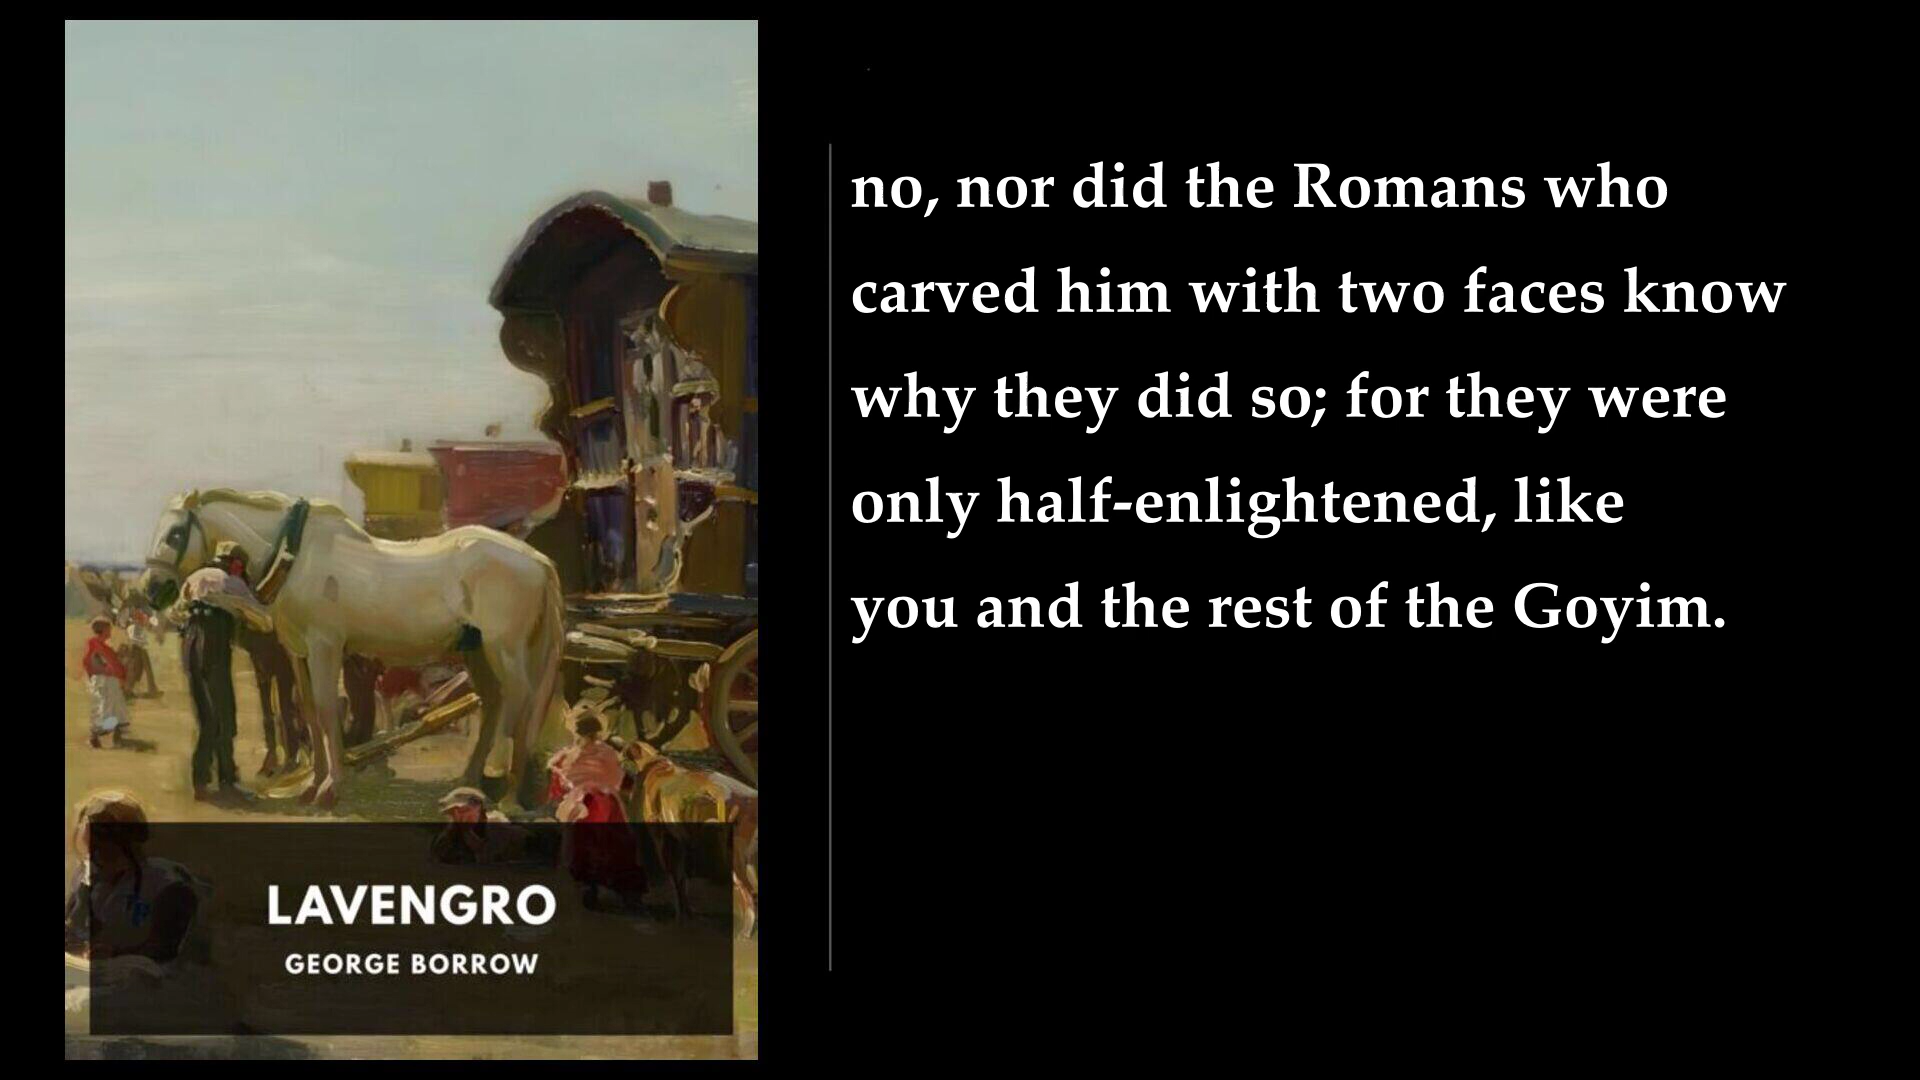 LAVENGRO
GEORGE BORROW
no, nor did the Romans who
carved him with two faces know
why they did so; for they were
only half-enlightened, like
you and the rest of the Goyim.